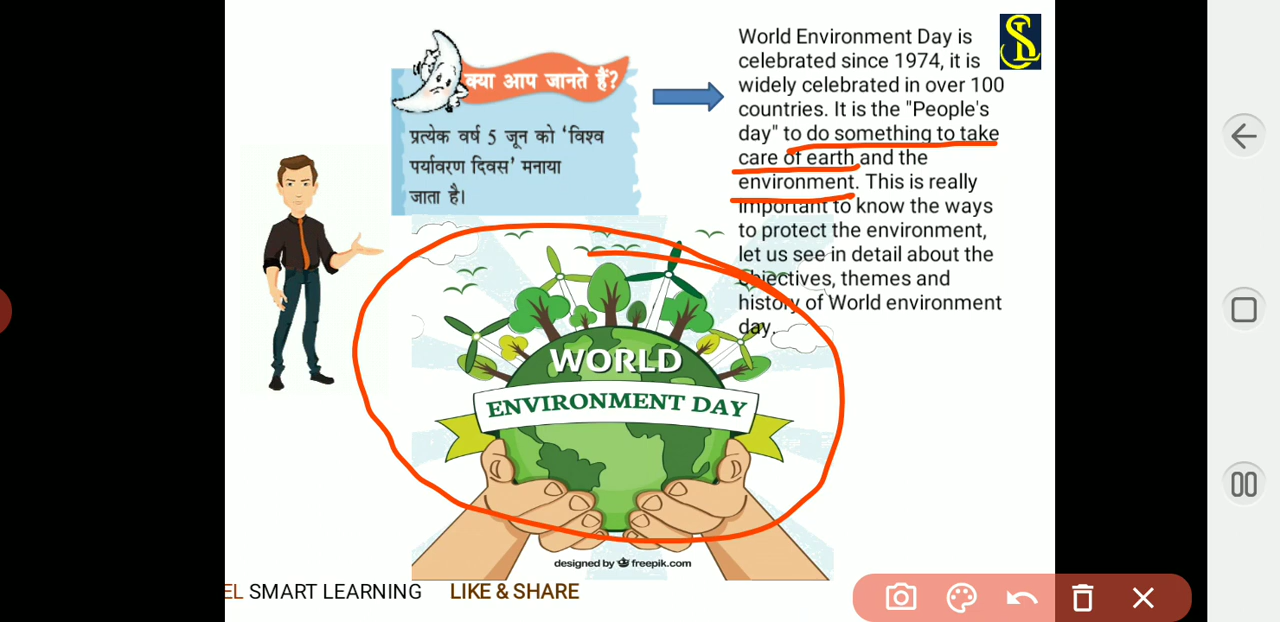 क्या आप जानते हैं?
प्रत्येक वर्ष 5 जून को ‘विश्व
पर्यावरण दिवस’ मनाया
जाता है।
World Environment Day is
celebrated since 1974, it is
widely celebrated in over 100
countries. It is the "People's
day" to do something to take
care of earth and the
environment. This is really
important to know the ways
to protect the environment,
let us see in detail about the
objectives, themes and
history of World environment
day.
SL
WORLD
ENVIRONMENT DAY
designed by freepik.com
EL SMART LEARNING LIKE & SHARE